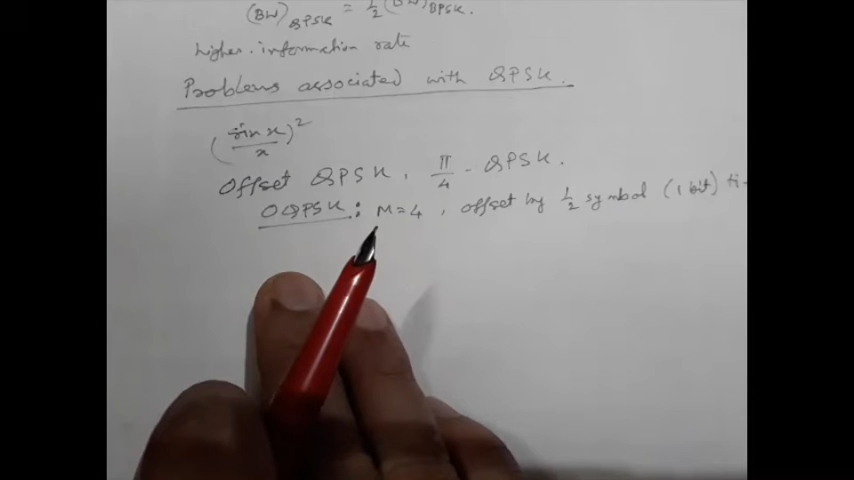 (BW)QPSK = 1/2 (BW)BPSK.
higher information rate
Problems associated with QPSK.
(sin x / x)²
Offset QPSK, π/4 - QPSK.
OQPSK: M=4, offset by 1/2 symbol (1 bit) ti-